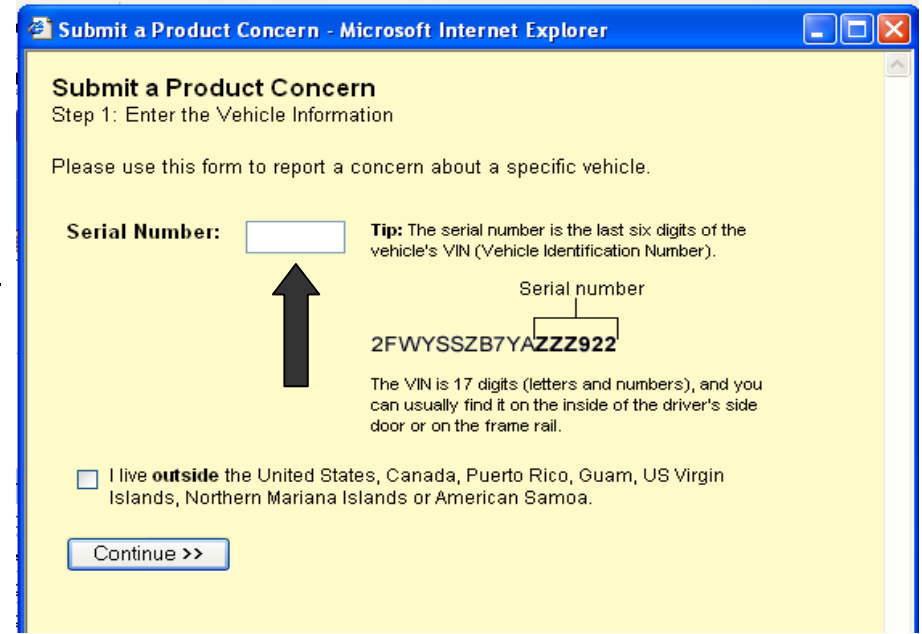 Submit a Product Concern - Microsoft Internet Explorer
Submit a Product Concern
Step 1: Enter the Vehicle Information
Please use this form to report a concern about a specific vehicle.
Serial Number:
Tip: The serial number is the last six digits of the
vehicle's VIN (Vehicle Identification Number).
Serial number
2FWYSSZB7YAZZZ922
The VIN is 17 digits (letters and numbers), and you
can usually find it on the inside of the driver's side
door or on the frame rail.
I live outside the United States, Canada, Puerto Rico, Guam, US Virgin
Islands, Northern Mariana Islands or American Samoa.
Continue >>